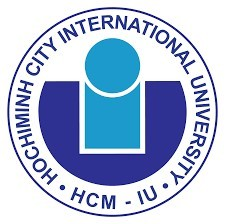 HOCHIMINH CITY INTERNATIONAL UNIVERSITY
• HCM - IU •